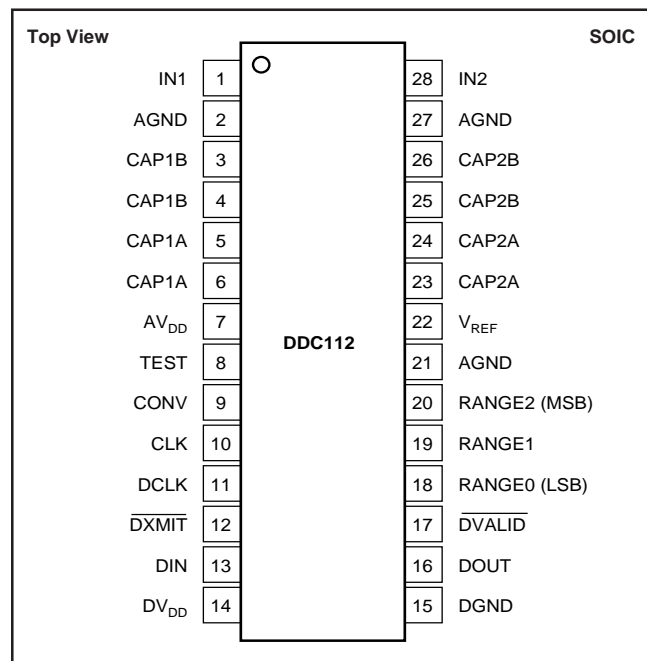 Top View SOIC
IN1 1 28 IN2
AGND 2 27 AGND
CAP1B 3 26 CAP2B
CAP1B 4 25 CAP2B
CAP1A 5 24 CAP2A
CAP1A 6 23 CAP2A
AVDD 7 22 VREF
DDC112
TEST 8 21 AGND
CONV 9 20 RANGE2 (MSB)
CLK 10 19 RANGE1
DCLK 11 18 RANGE0 (LSB)
DXMIT 12 17 DVALID
DIN 13 16 DOUT
DVDD 14 15 DGND